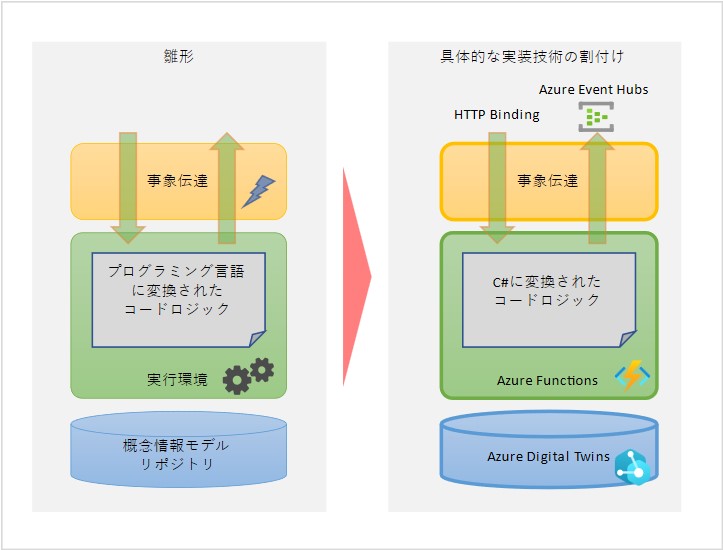 雛形
事象伝達
プログラミング言語
に変換された
コードロジック
実行環境
概念情報モデル
リポジトリ
具体的な実装技術の割付け
Azure Event Hubs
HTTP Binding
事象伝達
C#に変換された
コードロジック
Azure Functions
Azure Digital Twins